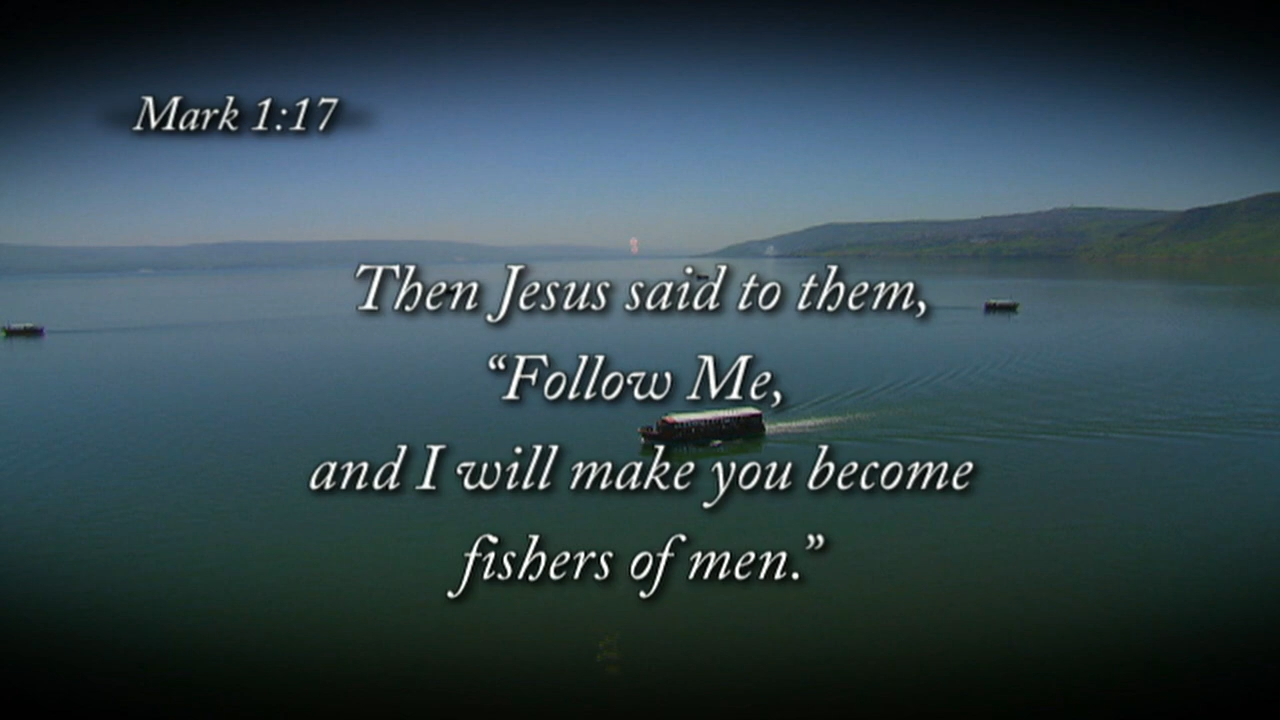 Mark 1:17
Then Jesus said to them,
“Follow Me,
and I will make you become
fishers of men.”